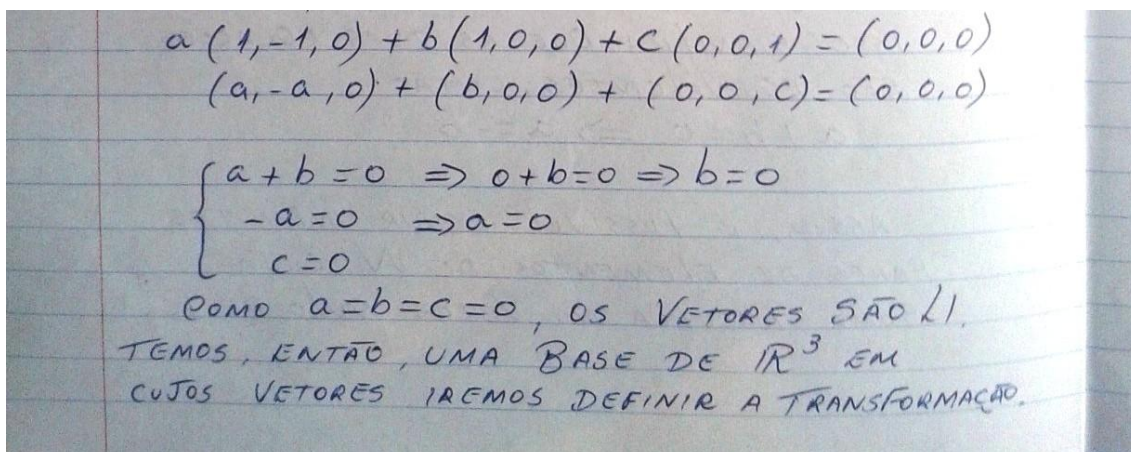 a (1,-1,0) + b(1,0,0) + c (0,0,1) = (0,0,0)
(a,-a,0) + (b,0,0) + (0,0,c) = (0,0,0)
a + b = 0 ⇒ 0+b=0 ⇒ b=0
-a=0 ⇒ a=0
c=0
COMO a=b=c=0, OS VETORES SÃO LI.
TEMOS, ENTÃO, UMA BASE DE IR³ EM
CUJOS VETORES IREMOS DEFINIR A TRANSFORMAÇÃO.